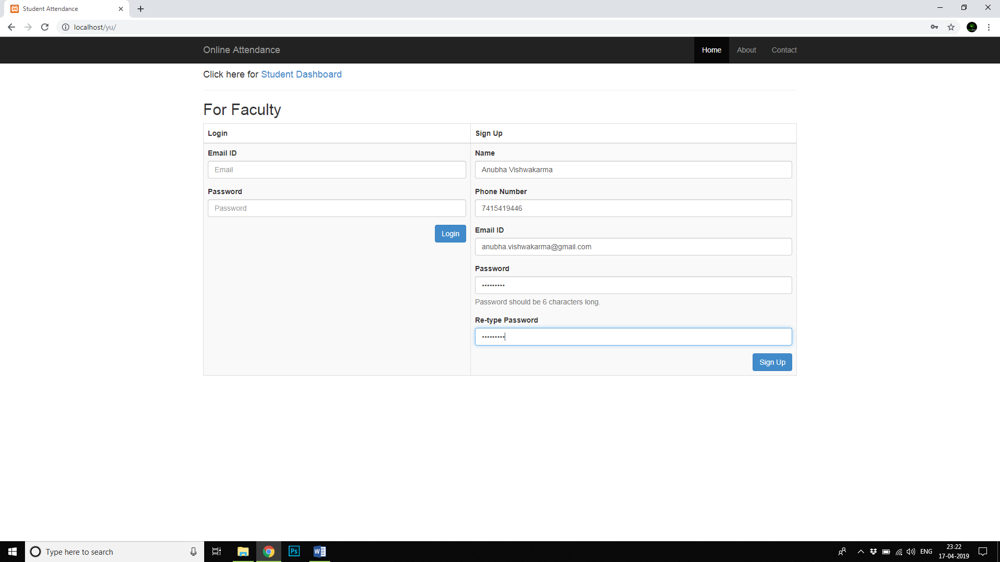 Student Attendance
localhost/yu/
Online Attendance
Home About Contact
Click here for Student Dashboard
For Faculty
Login
Email ID
Email
Password
Password
Login
Sign Up
Name
Anubha Vishwakarma
Phone Number
7415419446
Email ID
anubha.vishwakarma@gmail.com
Password
•••••••••
Password should be 6 characters long.
Re-type Password
•••••••••
Sign Up
Type here to search
Ps
W
ENG
23:22
17-04-2019